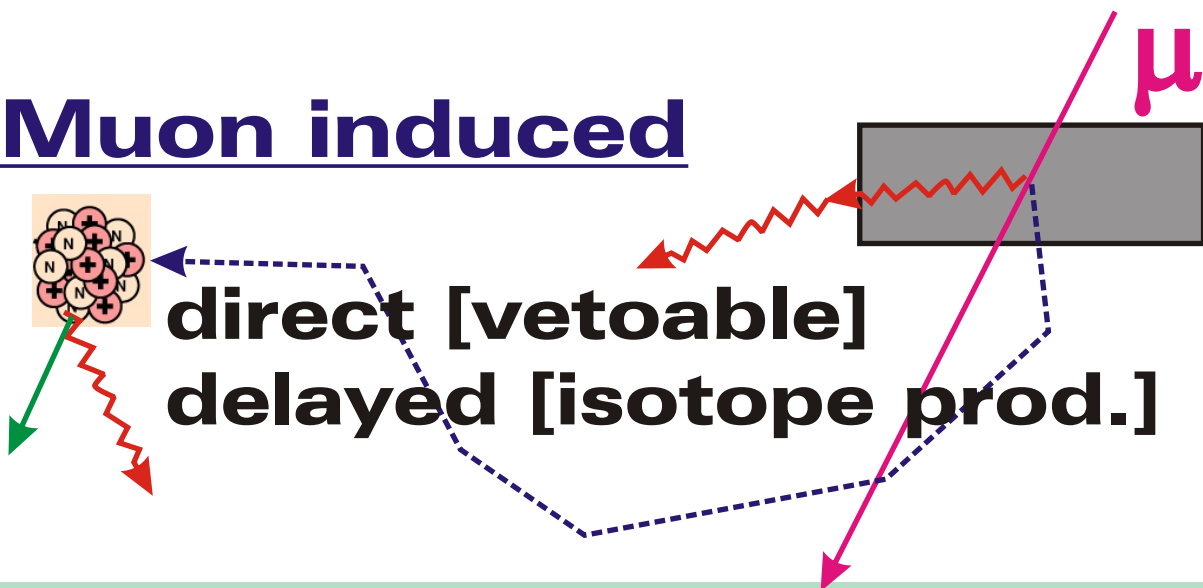 μ
Muon induced
N
+
N
N
+
+
N
+
+
N
+
N
+
direct [vetoable]
delayed [isotope prod.]